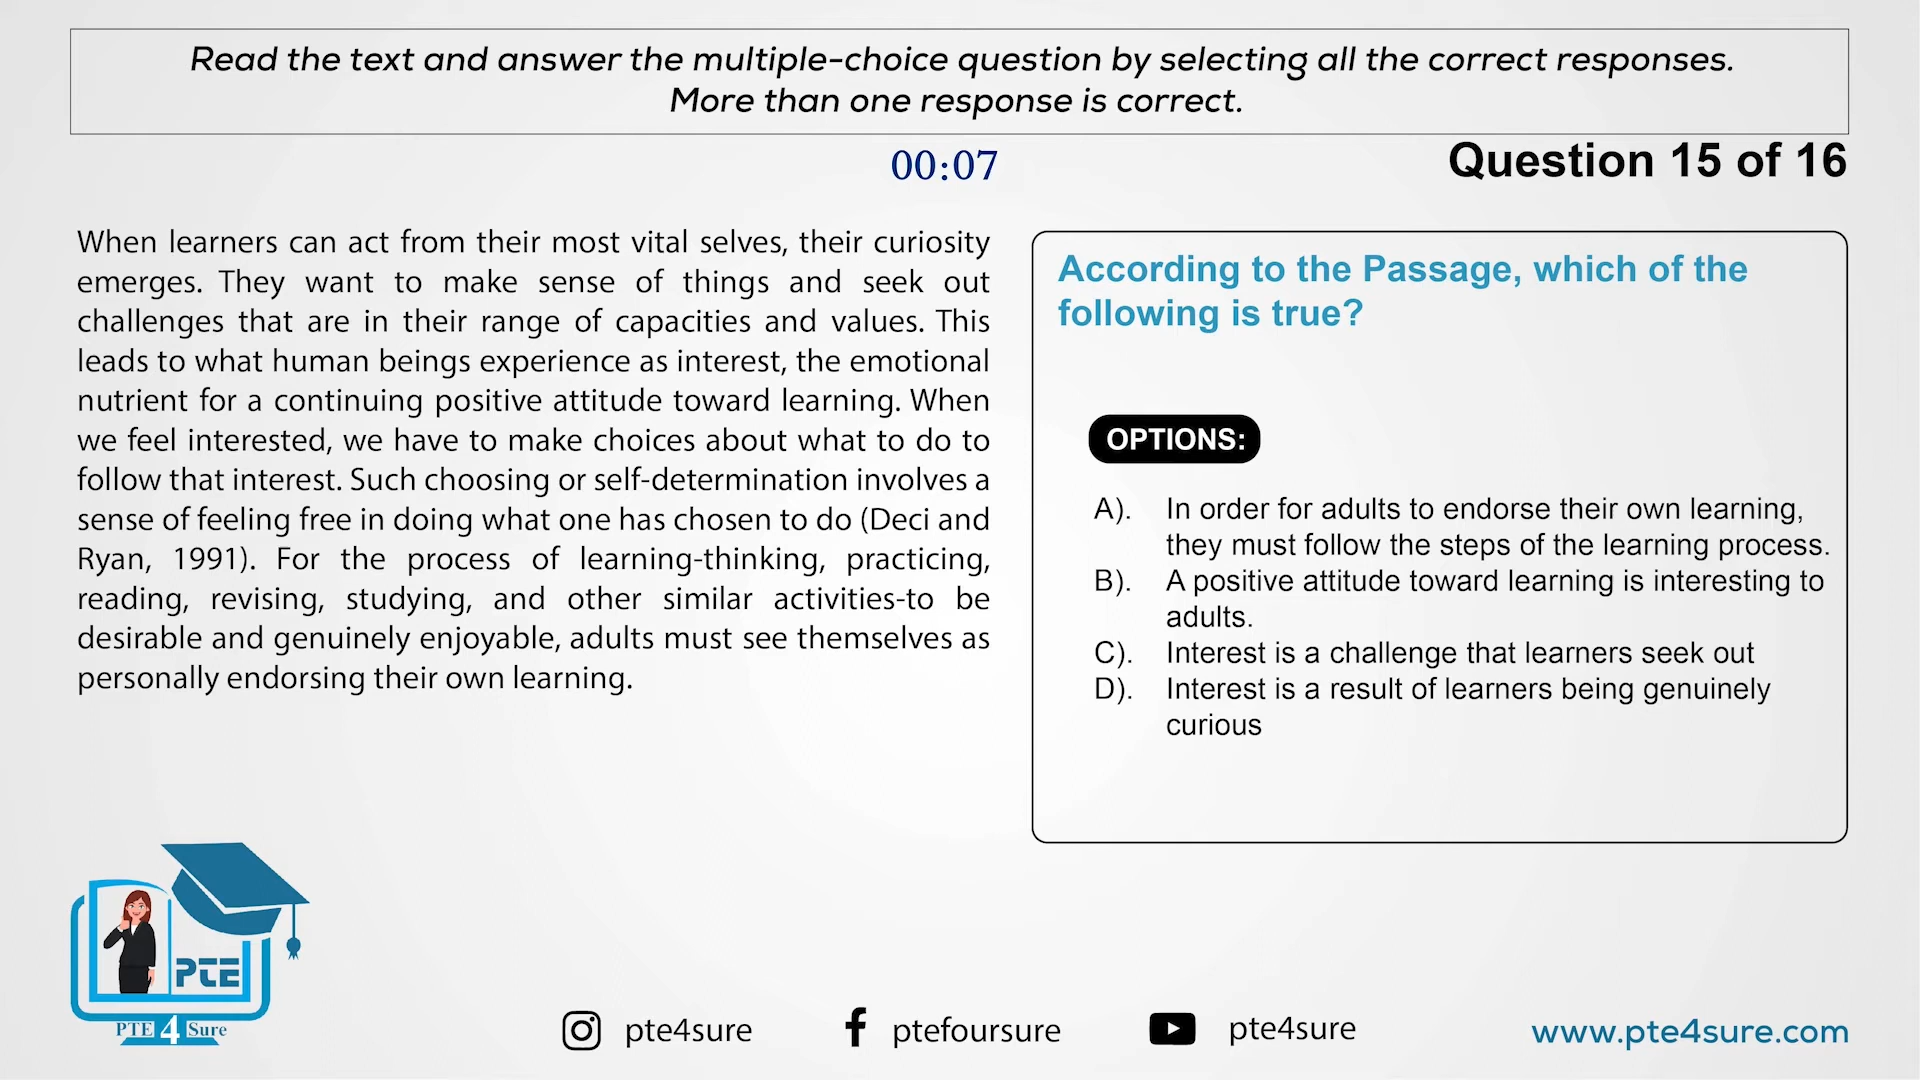 Read the text and answer the multiple-choice question by selecting all the correct responses.
More than one response is correct.
00:07
Question 15 of 16
When learners can act from their most vital selves, their curiosity
emerges. They want to make sense of things and seek out
challenges that are in their range of capacities and values. This
leads to what human beings experience as interest, the emotional
nutrient for a continuing positive attitude toward learning. When
we feel interested, we have to make choices about what to do to
follow that interest. Such choosing or self-determination involves a
sense of feeling free in doing what one has chosen to do (Deci and
Ryan, 1991). For the process of learning-thinking, practicing,
reading, revising, studying, and other similar activities-to be
desirable and genuinely enjoyable, adults must see themselves as
personally endorsing their own learning.
According to the Passage, which of the
following is true?
OPTIONS:
A). In order for adults to endorse their own learning,
they must follow the steps of the learning process.
B). A positive attitude toward learning is interesting to
adults.
C). Interest is a challenge that learners seek out
D). Interest is a result of learners being genuinely
curious
PTE
PTE 4 Sure
pte4sure
ptefoursure
pte4sure
www.pte4sure.com